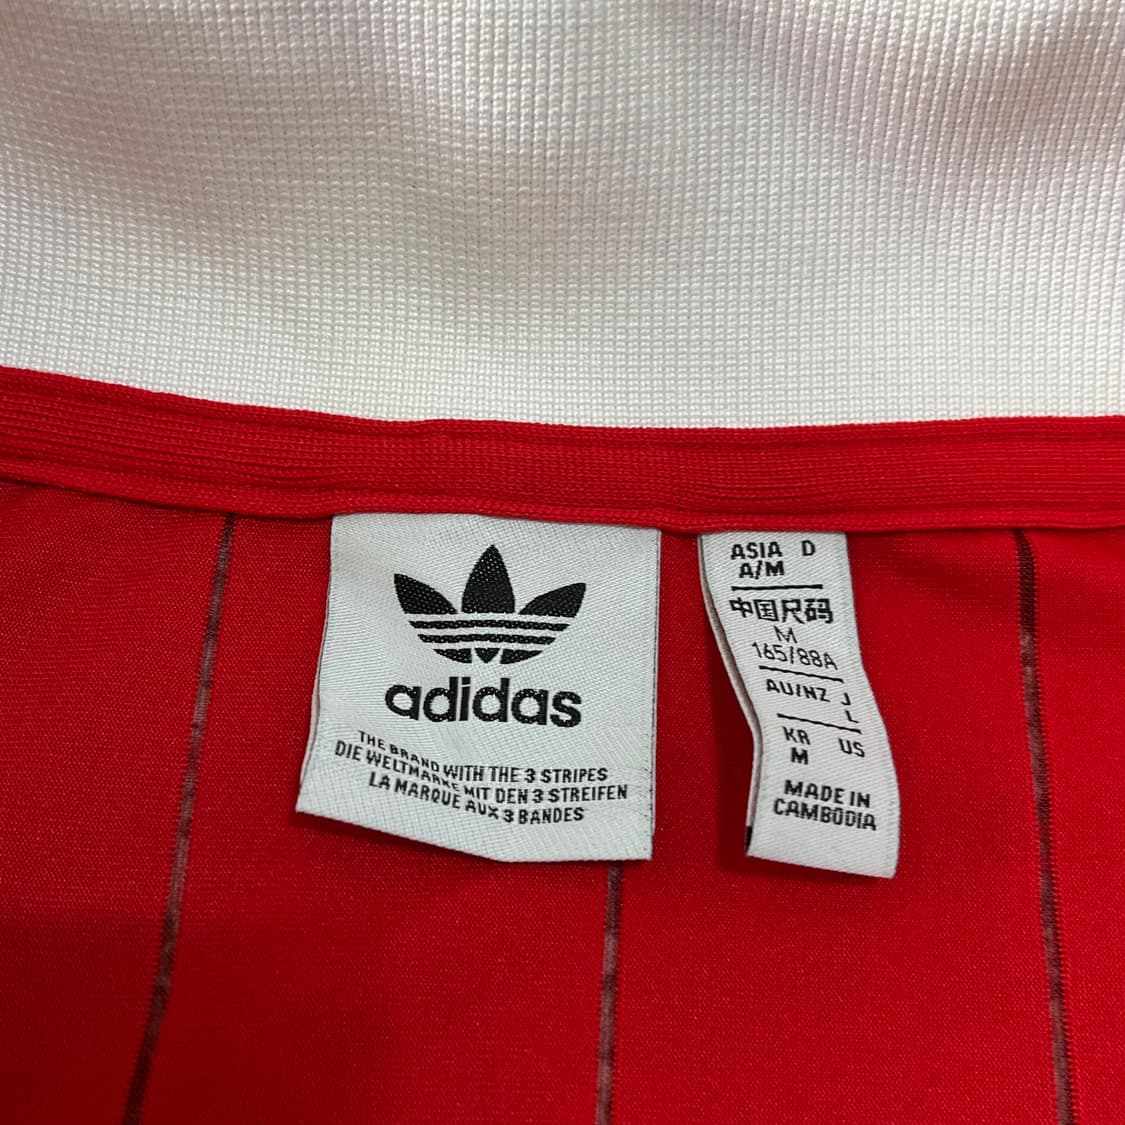 adidas
THE BRAND WITH THE 3 STRIPES
DIE WELTMARKE MIT DEN 3 STREIFEN
LA MARQUE AUX 3 BANDES
ASIA D
A/M
中国尺码
M
165/88A
AU/NZ J
L
KR US
M
MADE IN
CAMBODIA